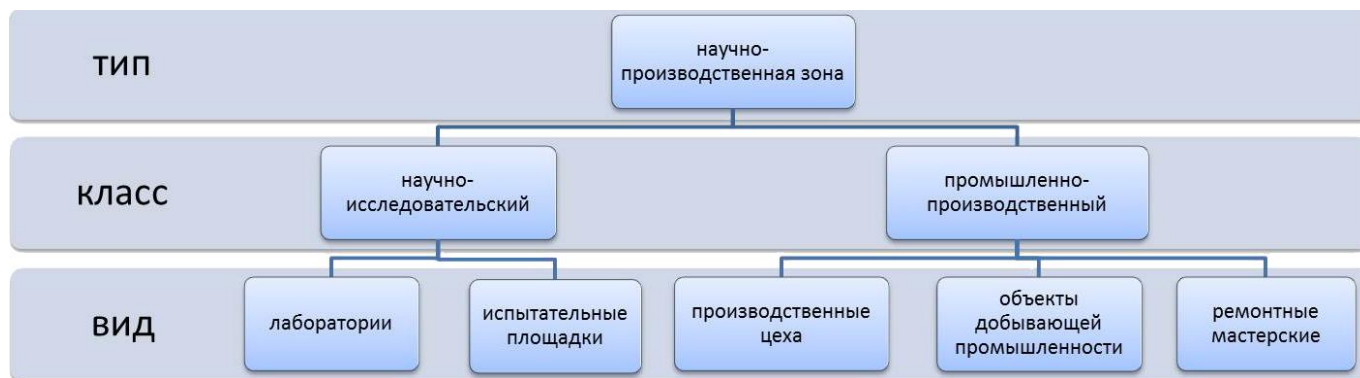 тип
научно-
производственная зона
класс
научно-
исследовательский
промышленно-
производственный
вид
лаборатории
испытательные
площадки
производственные
цеха
объекты
добывающей
промышленности
ремонтные
мастерские